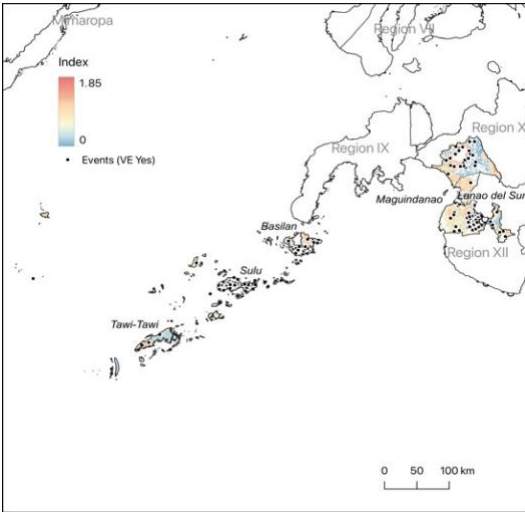 Mimaropa
Region VII
Index
1.85
0
Events (VE Yes)
Region X
Region IX
Maguindanao
Lanao del Sur
Basilan
Region XII
Sulu
Tawi-Tawi
0 50 100 km